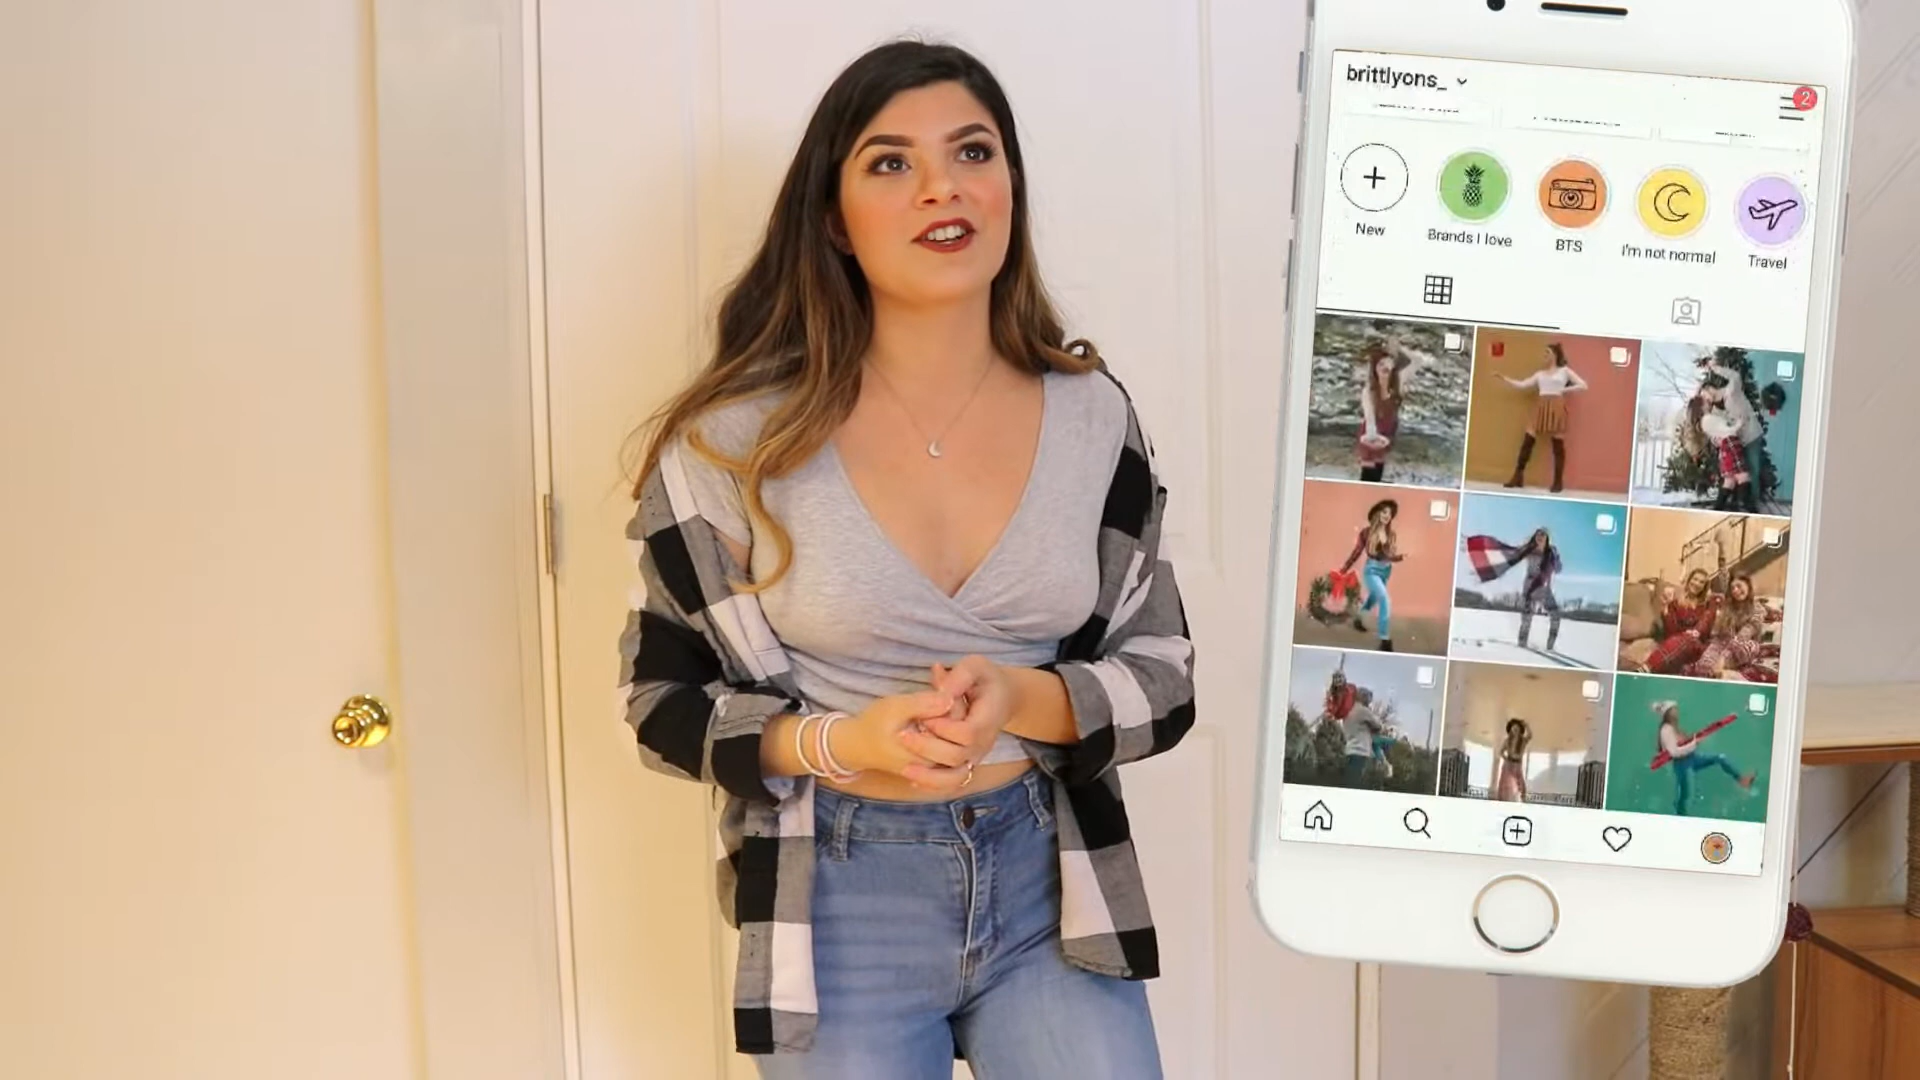 brittlyons_
2
New
Brands I love
BTS
I'm not normal
Travel